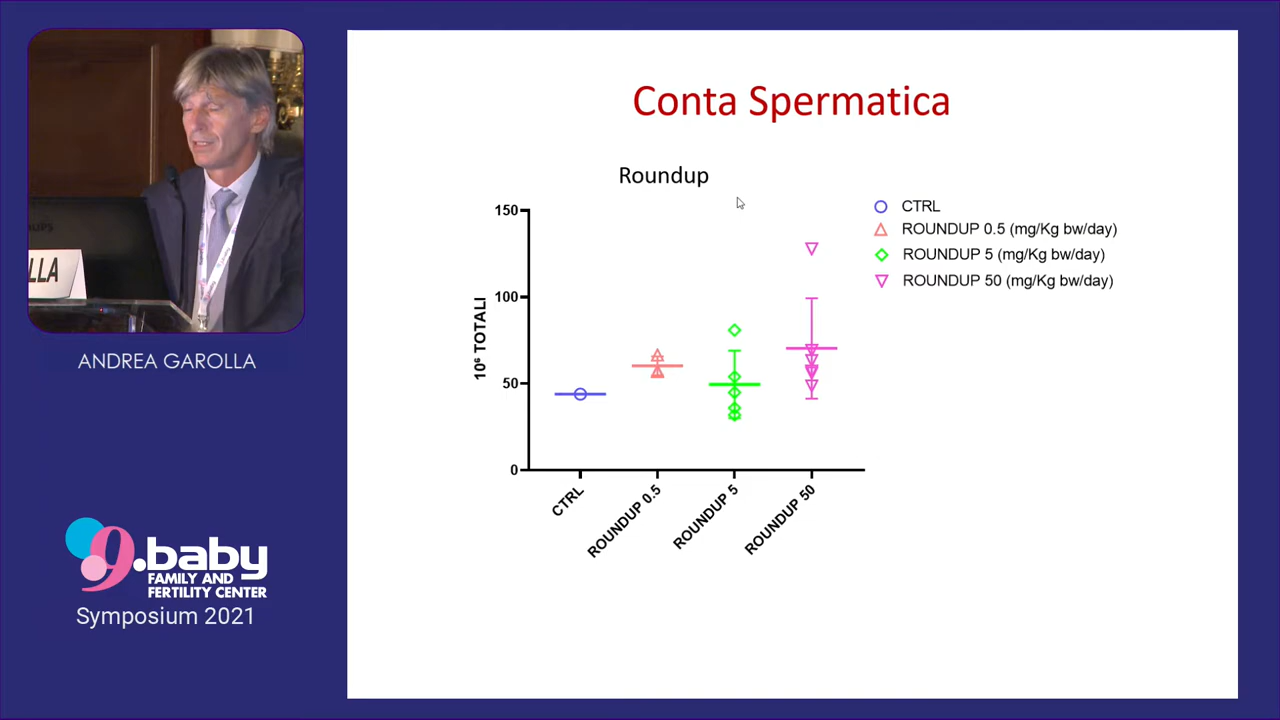 Conta Spermatica
Roundup
150
100
50
0
10⁶ TOTALI
CTRL
ROUNDUP 0.5
ROUNDUP 5
ROUNDUP 50
CTRL
ROUNDUP 0.5 (mg/Kg bw/day)
ROUNDUP 5 (mg/Kg bw/day)
ROUNDUP 50 (mg/Kg bw/day)
LLA
ANDREA GAROLLA
9.baby
FAMILY AND
FERTILITY CENTER
Symposium 2021